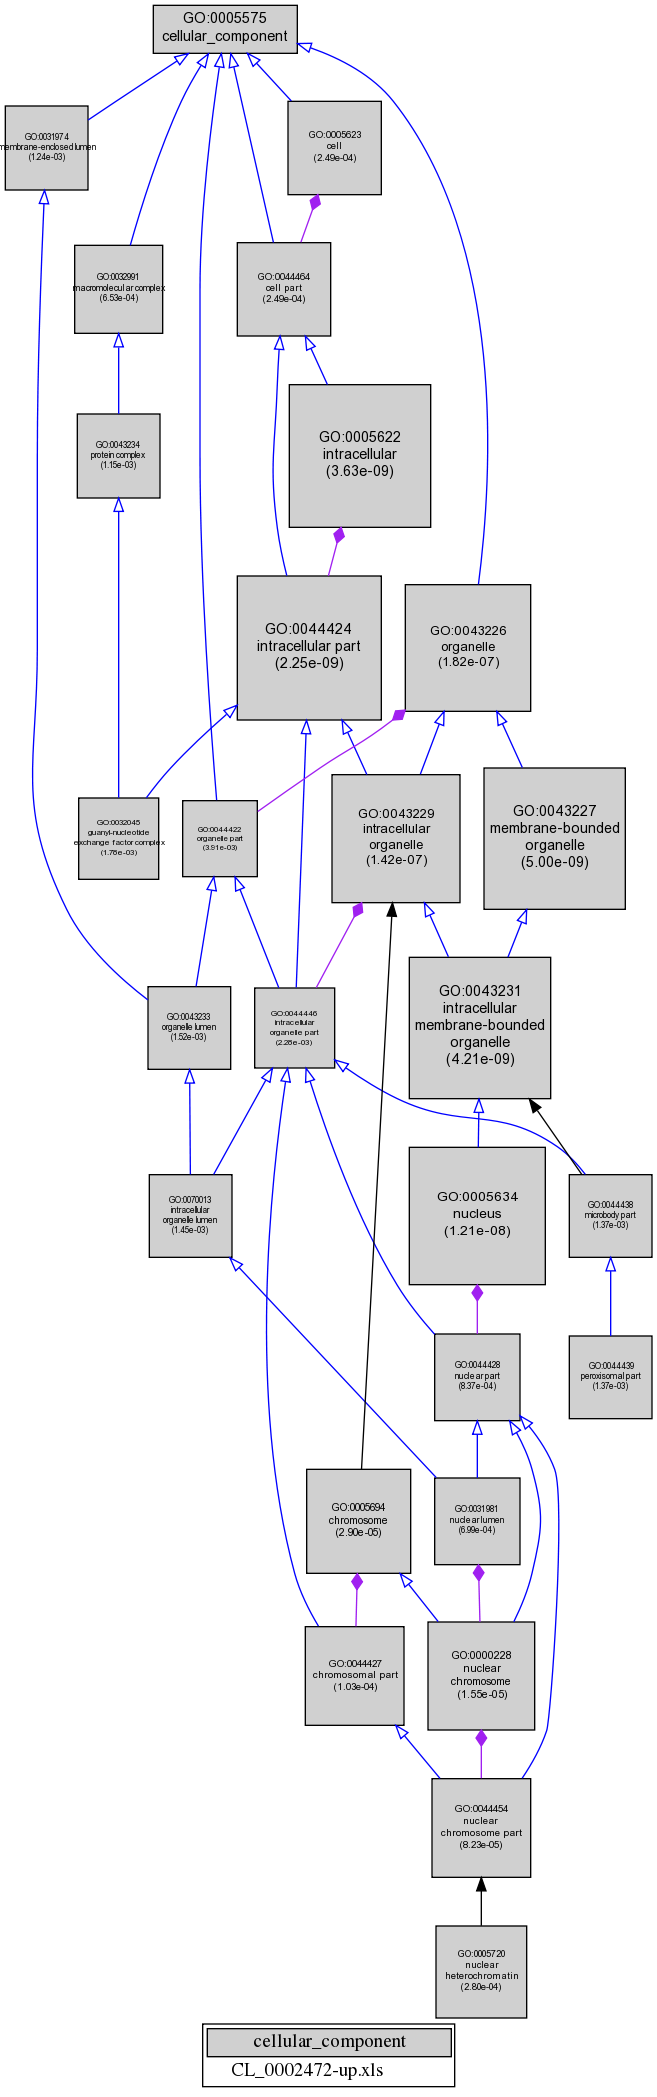 GO:0005575
cellular_component
GO:0031974
membrane-enclosed lumen
(1.24e-03)
GO:0005623
cell
(2.49e-04)
GO:0032991
macromolecular complex
(6.53e-04)
GO:0044464
cell part
(2.49e-04)
GO:0005622
intracellular
(3.63e-09)
GO:0043234
protein complex
(1.15e-03)
GO:0044424
intracellular part
(2.25e-09)
GO:0043226
organelle
(1.82e-07)
GO:0032045
guanyl-nucleotide
exchange factor complex
(1.78e-03)
GO:0044422
organelle part
(3.91e-03)
GO:0043229
intracellular
organelle
(1.42e-07)
GO:0043227
membrane-bounded
organelle
(5.00e-09)
GO:0043233
organelle lumen
(1.52e-03)
GO:0044446
intracellular
organelle part
(2.28e-03)
GO:0043231
intracellular
membrane-bounded
organelle
(4.21e-09)
GO:0070013
intracellular
organelle lumen
(1.45e-03)
GO:0005634
nucleus
(1.21e-08)
GO:0044438
microbody part
(1.37e-03)
GO:0044428
nuclear part
(8.37e-04)
GO:0044439
peroxisomal part
(1.37e-03)
GO:0005694
chromosome
(2.90e-05)
GO:0031981
nuclear lumen
(6.99e-04)
GO:0044427
chromosomal part
(1.03e-04)
GO:0000228
nuclear
chromosome
(1.55e-05)
GO:0044454
nuclear
chromosome part
(8.23e-05)
GO:0005720
nuclear
heterochromatin
(2.80e-04)
cellular_component
CL_0002472-up.xls